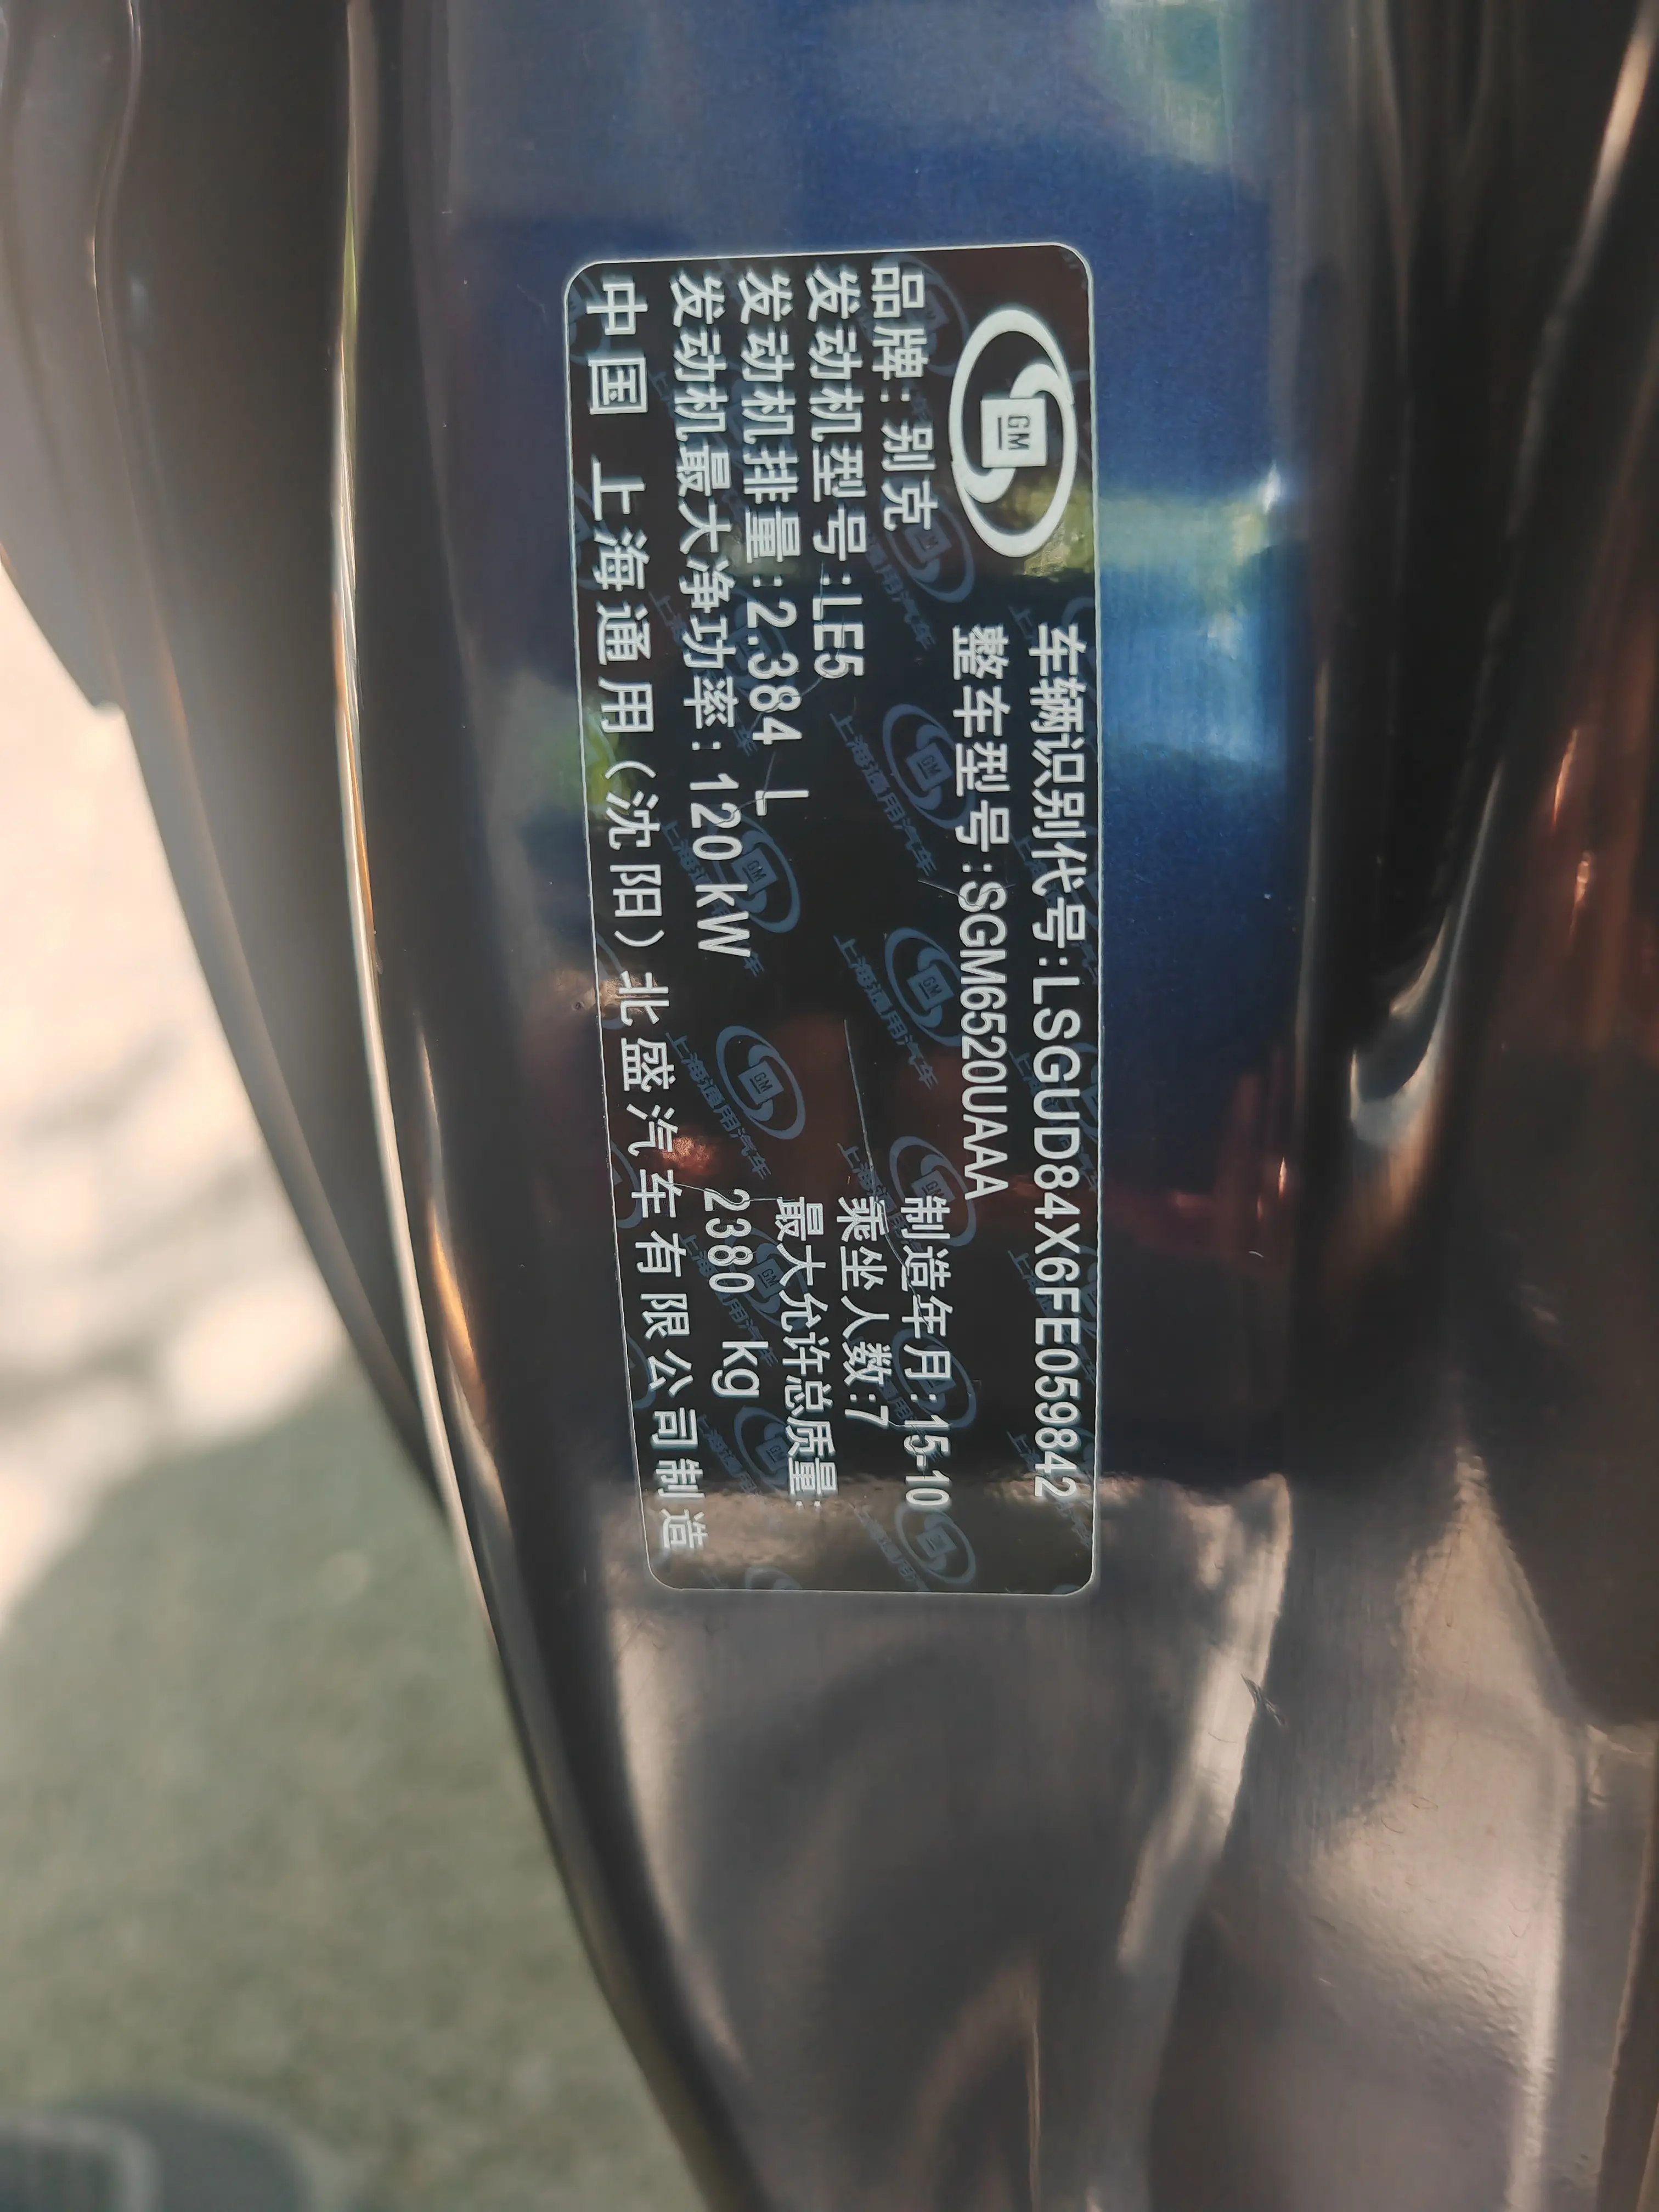 GM
车辆识别代号:LSGUD84X6FE059842
整车型号:SGM6520UAAA
品牌:别克
制造年月:15-10
发动机型号:LE5
乘坐人数:7
发动机排量:2.384 L
最大允许总质量:
发动机最大净功率:120kW
2380 kg
中国 上海通用(沈阳)北盛汽车有限公司制造